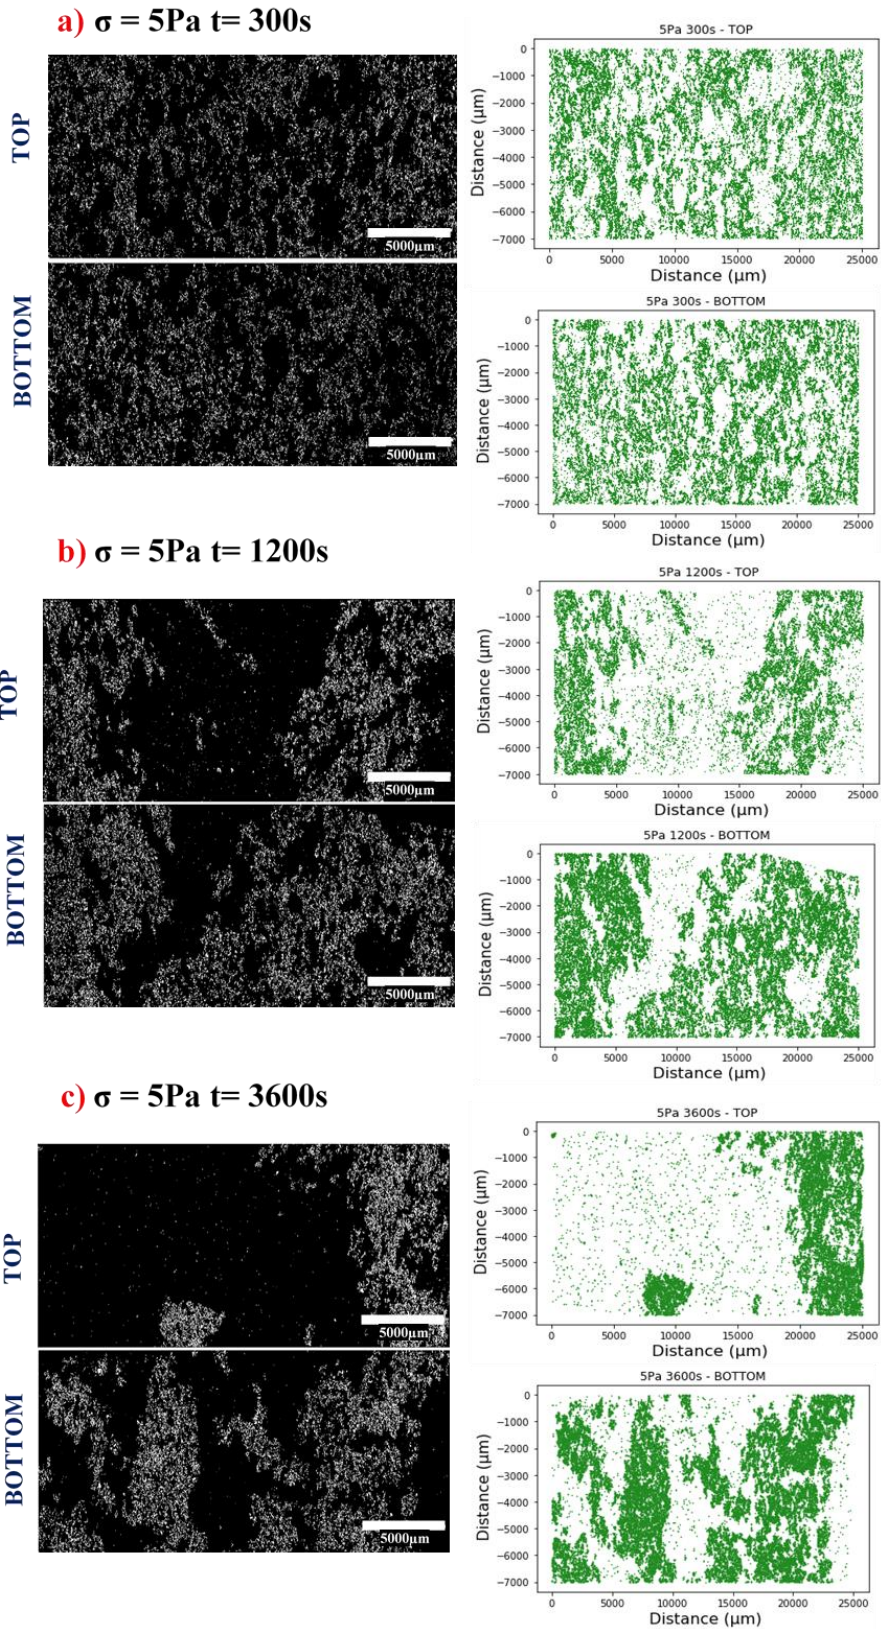 a) σ = 5Pa t= 300s
TOP
5000µm
BOTTOM
5000µm
5Pa 300s - TOP
0
−1000
−2000
−3000
−4000
−5000
−6000
−7000
Distance (µm)
0 5000 10000 15000 20000 25000
Distance (µm)
5Pa 300s - BOTTOM
0
−1000
−2000
−3000
−4000
−5000
−6000
−7000
Distance (µm)
0 5000 10000 15000 20000 25000
Distance (µm)
b) σ = 5Pa t= 1200s
TOP
5000µm
BOTTOM
5000µm
5Pa 1200s - TOP
0
−1000
−2000
−3000
−4000
−5000
−6000
−7000
Distance (µm)
0 5000 10000 15000 20000 25000
Distance (µm)
5Pa 1200s - BOTTOM
0
−1000
−2000
−3000
−4000
−5000
−6000
−7000
Distance (µm)
0 5000 10000 15000 20000 25000
Distance (µm)
c) σ = 5Pa t= 3600s
TOP
5000µm
BOTTOM
5000µm
5Pa 3600s - TOP
0
−1000
−2000
−3000
−4000
−5000
−6000
−7000
Distance (µm)
0 5000 10000 15000 20000 25000
Distance (µm)
5Pa 3600s - BOTTOM
0
−1000
−2000
−3000
−4000
−5000
−6000
−7000
Distance (µm)
0 5000 10000 15000 20000 25000
Distance (µm)